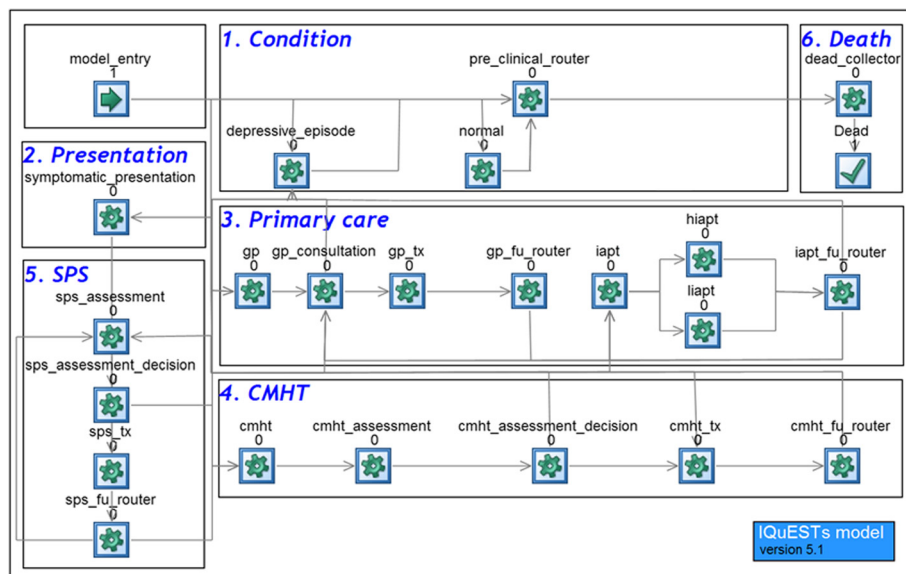 model_entry
1
1. Condition
pre_clinical_router
0
depressive_episode
0
normal
0
6. Death
dead_collector
0
Dead
1
2. Presentation
symptomatic_presentation
0
3. Primary care
gp
0
gp_consultation
0
gp_tx
0
gp_fu_router
0
iapt
0
hiapt
0
liapt
0
iapt_fu_router
0
5. SPS
sps_assessment
0
sps_assessment_decision
0
sps_tx
0
sps_fu_router
0
4. CMHT
cmht
0
cmht_assessment
0
cmht_assessment_decision
0
cmht_tx
0
cmht_fu_router
0
IQuESTs model
version 5.1